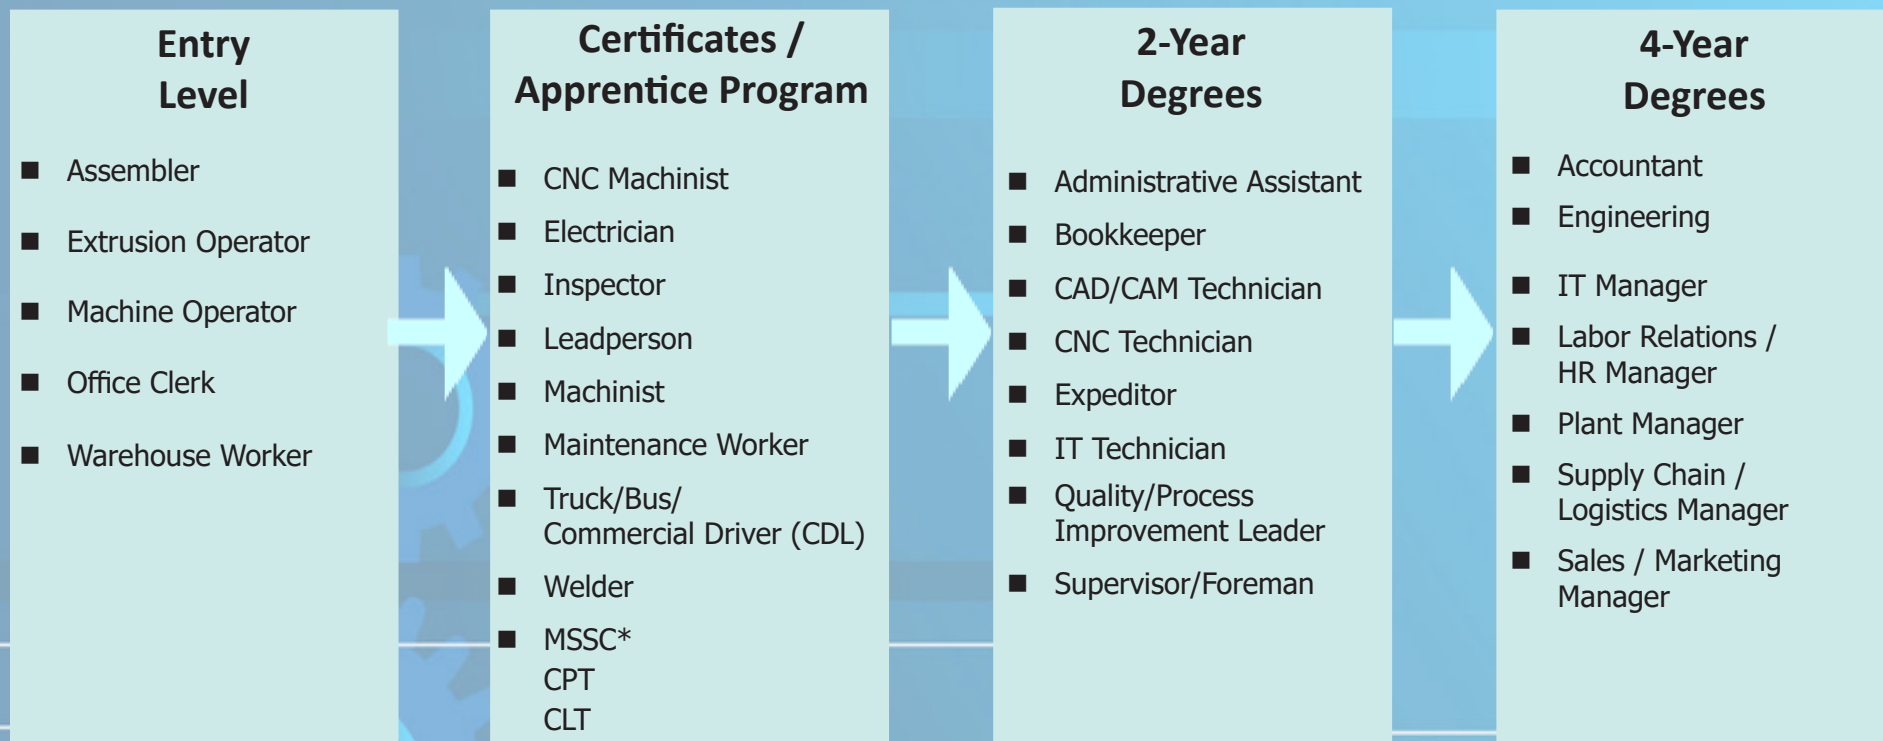 Entry
Level
■ Assembler
■ Extrusion Operator
■ Machine Operator
■ Office Clerk
■ Warehouse Worker
Certificates /
Apprentice Program
■ CNC Machinist
■ Electrician
■ Inspector
■ Leadperson
■ Machinist
■ Maintenance Worker
■ Truck/Bus/
Commercial Driver (CDL)
■ Welder
■ MSSC*
CPT
CLT
2-Year
Degrees
■ Administrative Assistant
■ Bookkeeper
■ CAD/CAM Technician
■ CNC Technician
■ Expeditor
■ IT Technician
■ Quality/Process
Improvement Leader
■ Supervisor/Foreman
4-Year
Degrees
■ Accountant
■ Engineering
■ IT Manager
■ Labor Relations /
HR Manager
■ Plant Manager
■ Supply Chain /
Logistics Manager
■ Sales / Marketing
Manager